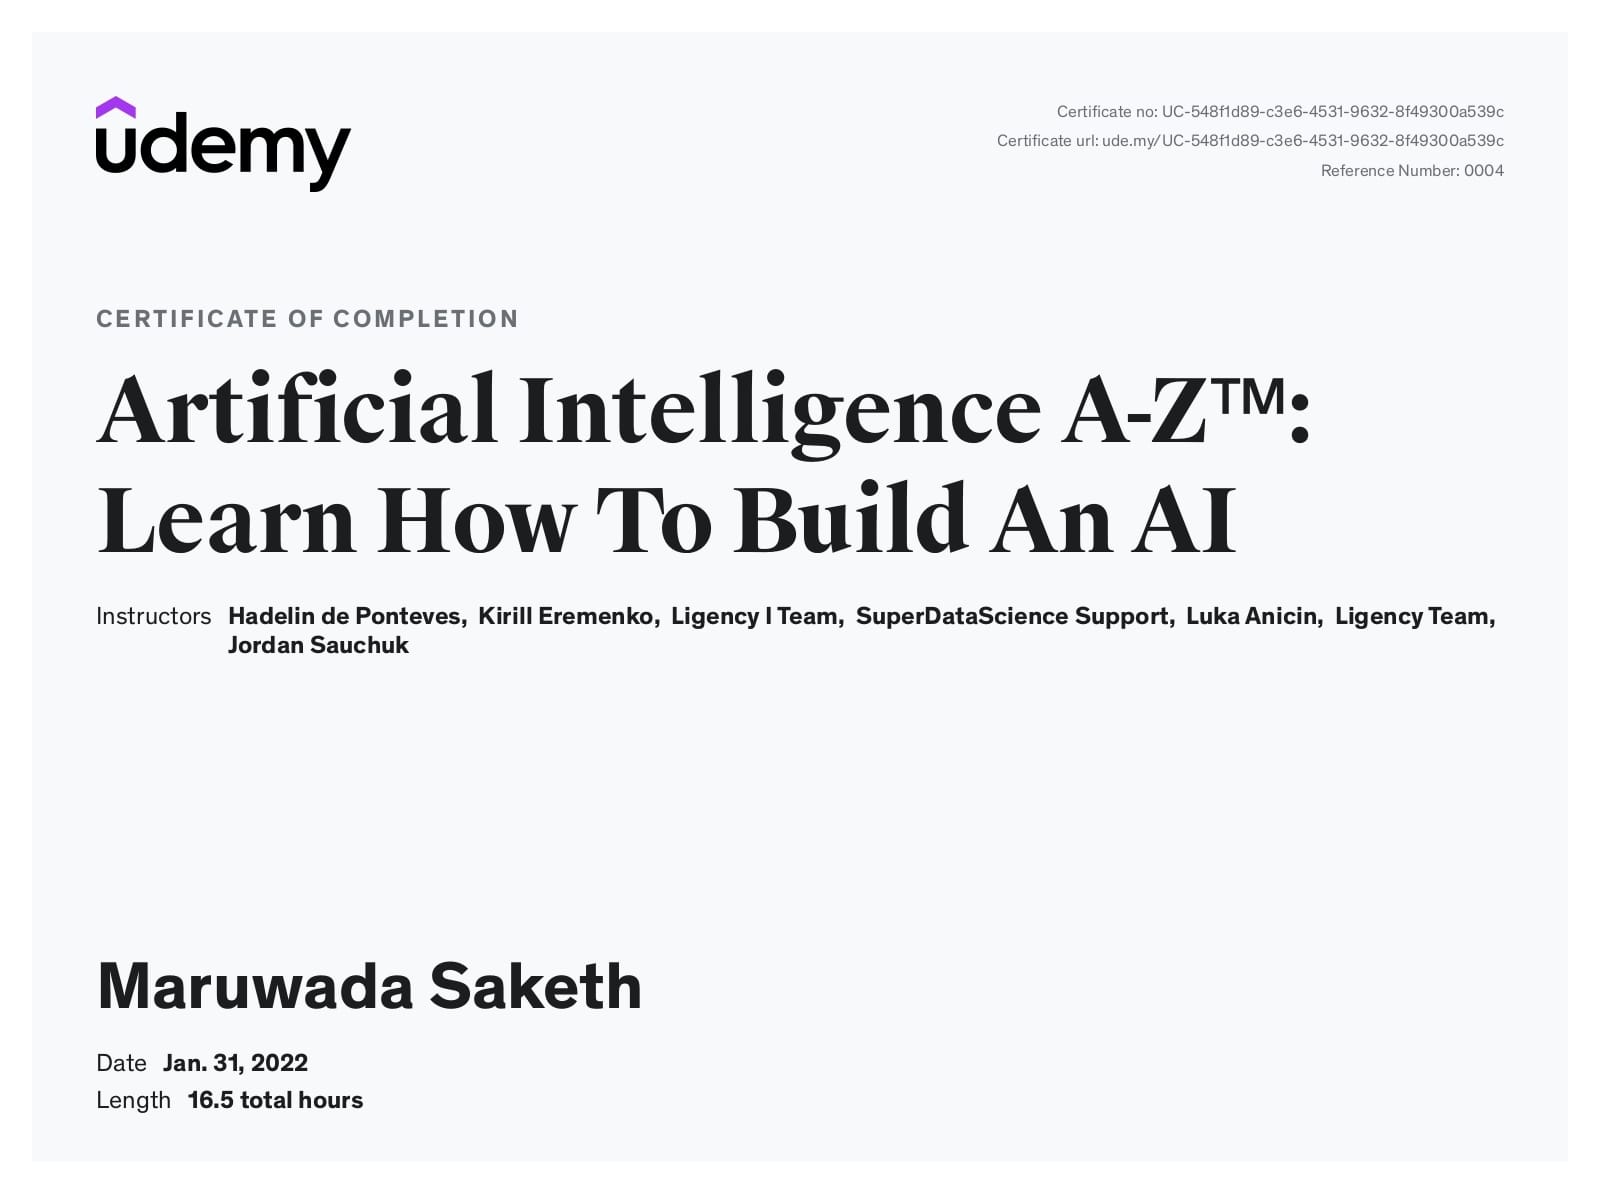 udemy
Certificate no: UC-548f1d89-c3e6-4531-9632-8f49300a539c
Certificate url: ude.my/UC-548f1d89-c3e6-4531-9632-8f49300a539c
Reference Number: 0004
CERTIFICATE OF COMPLETION
Artificial Intelligence A-Z™:
Learn How To Build An AI
Instructors Hadelin de Ponteves, Kirill Eremenko, Ligency I Team, SuperDataScience Support, Luka Anicin, Ligency Team,
Jordan Sauchuk
Maruwada Saketh
Date Jan. 31, 2022
Length 16.5 total hours